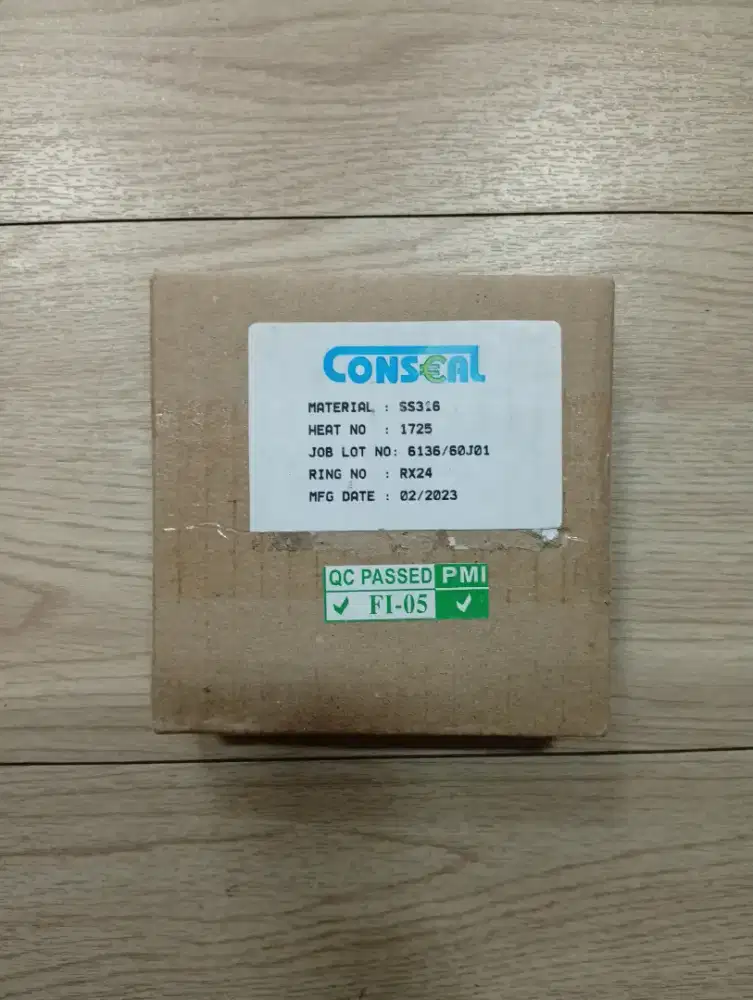 CONSEAL
MATERIAL : SS316
HEAT NO : 1725
JOB LOT NO: 6136/60J01
RING NO : RX24
MFG DATE : 02/2023
QC PASSED PMI
✓ FI-05 ✓